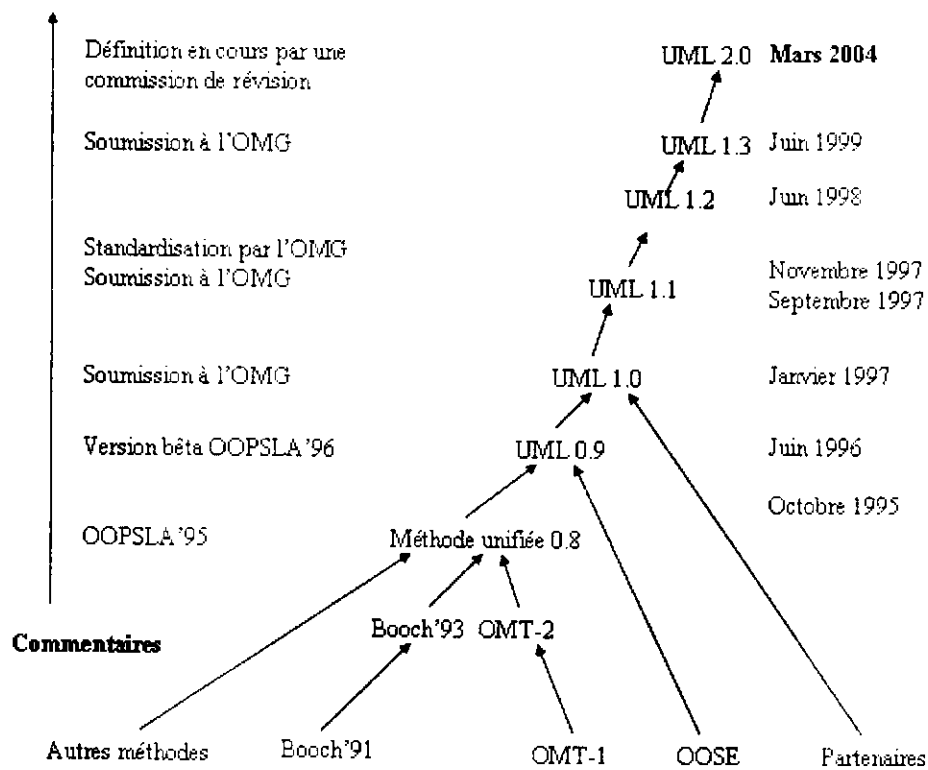 Définition en cours par une
commission de révision
UML 2.0 Mars 2004
Soumission à l'OMG
UML 1.3 Juin 1999
UML 1.2 Juin 1998
Standardisation par l'OMG
Soumission à l'OMG
UML 1.1
Novembre 1997
Septembre 1997
Soumission à l'OMG
UML 1.0 Janvier 1997
Version bêta OOPSLA'96
UML 0.9 Juin 1996
Octobre 1995
OOPSLA'95
Méthode unifiée 0.8
Booch'93 OMT-2
Commentaires
Autres méthodes Booch'91 OMT-1 OOSE Partenaires